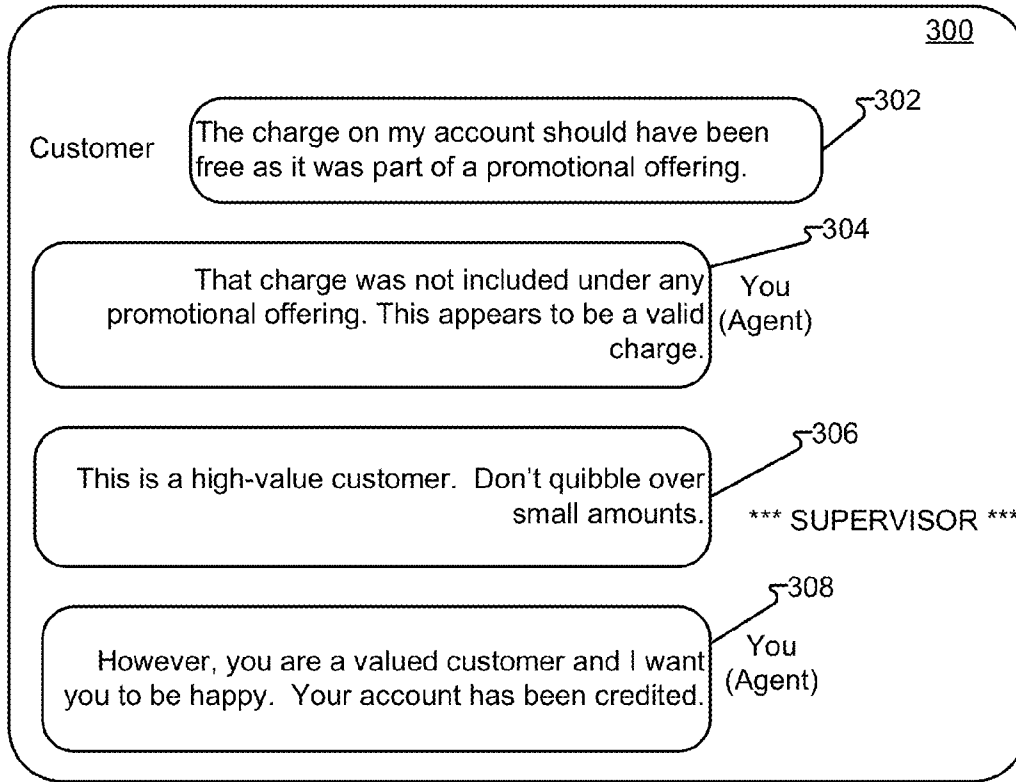 300
302
Customer
The charge on my account should have been
free as it was part of a promotional offering.
304
That charge was not included under any
promotional offering. This appears to be a valid
charge.
You
(Agent)
306
This is a high-value customer.  Don't quibble over
small amounts.
*** SUPERVISOR ***
308
However, you are a valued customer and I want
you to be happy.  Your account has been credited.
You
(Agent)